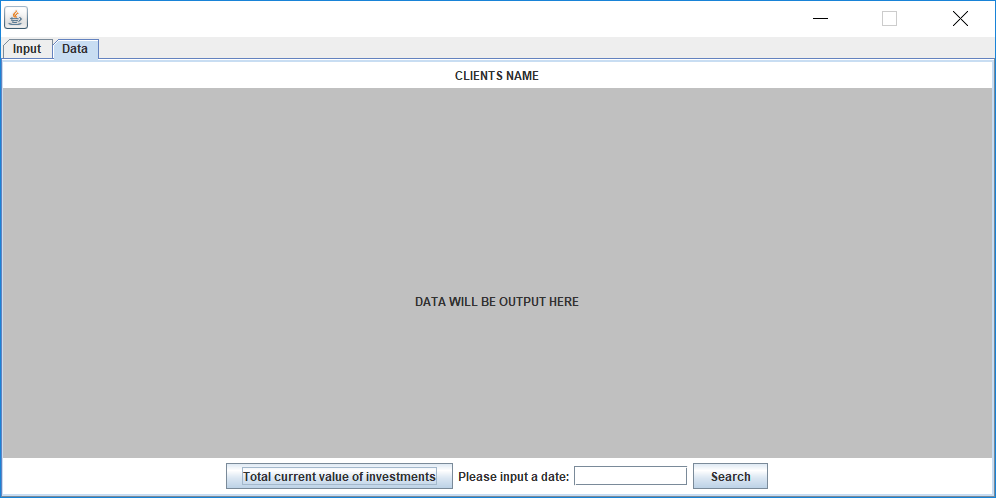 Input Data
CLIENTS NAME
DATA WILL BE OUTPUT HERE
Total current value of investments Please input a date: Search